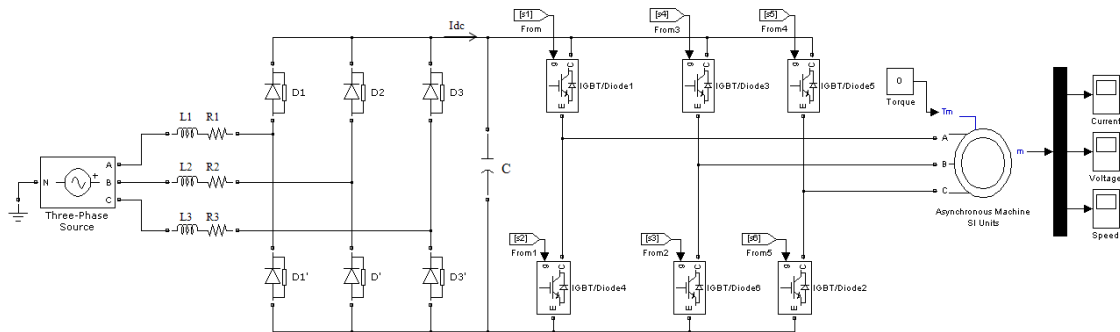 [s1]
From
[s4]
From3
[s5]
From4
Idc
g
C
E
IGBT/Diode1
g
C
E
IGBT/Diode3
g
C
E
IGBT/Diode5
D1
D2
D3
0
Torque
Tm
A
B
C
m
Asynchronous Machine
SI Units
Current
Voltage
Speed
L1
R1
L2
R2
L3
R3
N
+
A
B
C
Three-Phase
Source
C
[s2]
From1
[s3]
From2
[s6]
From5
D1'
D'
D3'
g
C
E
IGBT/Diode4
g
C
E
IGBT/Diode6
g
C
E
IGBT/Diode2